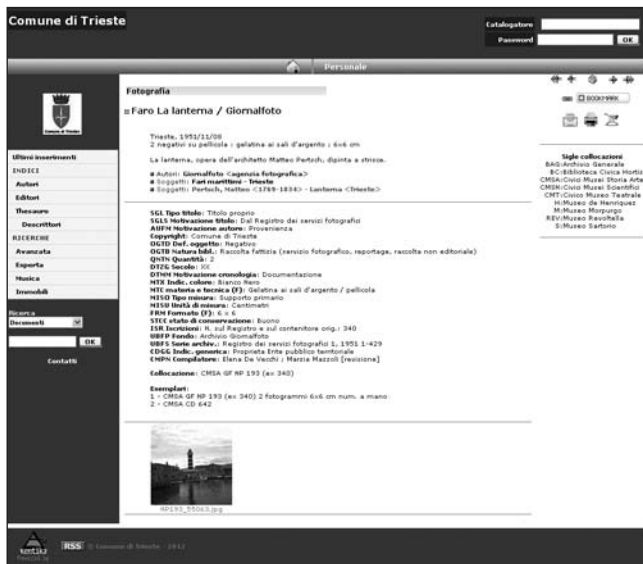 Comune di Trieste
Catalogatore
Password
OK
Personale
BOOKMARK
Comune di Trieste
Ultimi inserimenti
INDICI
Autori
Editori
Thesauro
Descrittori
RICERCHE
Avanzata
Esperta
Musica
Immobili
Ricerca
Documenti
OK
Contatti
Fotografia
Faro La lanterna / Giornalfoto
Trieste, 1951/11/08
2 negativi su pellicola : gelatina ai sali d'argento ; 6x6 cm
La lanterna, opera dell'architetto Matteo Pertsch, dipinta a strisce.
Autori: Giornalfoto <agenzia fotografica>
Soggetti: Fari marittimi - Trieste
Soggetti: Pertsch, Matteo <1769-1834> - Lanterna <Trieste>
SGL Tipo titolo: Titolo proprio
SGLS Motivazione titolo: Dal Registro dei servizi fotografici
AUFM Motivazione autore: Provenienza
Copyright: Comune di Trieste
OGTD Def. oggetto: Negativo
OGTB Natura bibl.: Raccolta fattizia (servizio fotografico, reportage, raccolta non editoriale)
QNTN Quantità: 2
DTZG Secolo: XX
DTMM Motivazione cronologia: Documentazione
MTX Indic. colore: Bianco Nero
MTC materia e tecnica (F): Gelatina ai sali d'argento / pellicola
MISO Tipo misura: Supporto primario
MISU Unità di misura: Centimetri
FRM Formato (F): 6 x 6
STCC stato di conservazione: Buono
ISR Iscrizioni: N. sul Registro e sul contenitore orig.: 340
UBFP Fondo: Archivio Giornalfoto
UBFS Serie archiv.: Registro dei servizi fotografici 1, 1951 1-429
CDGG Indic. generica: Proprietà Ente pubblico territoriale
CMPN Compilatore: Elena De Vecchi ; Marzia Mazzoli [revisione]
Collocazione: CMSA GF NP 193 (ex 340)
Esemplari:
1 - CMSA GF NP 193 (ex 340) 2 fotogrammi 6x6 cm num. a mano
2 - CMSA CD 642
NP193_55063.jpg
Sigle collocazioni
BAG:Archivio Generale
BC:Biblioteca Civica Hortis
CMSA:Civici Musei Storia Arte
CMSN:Civici Musei Scientifici
CMT:Civico Museo Teatrale
H:Museo de Henriquez
M:Museo Morpurgo
REV:Museo Revoltella
S:Museo Sartorio
kentika
RSS © Comune di Trieste - 2012